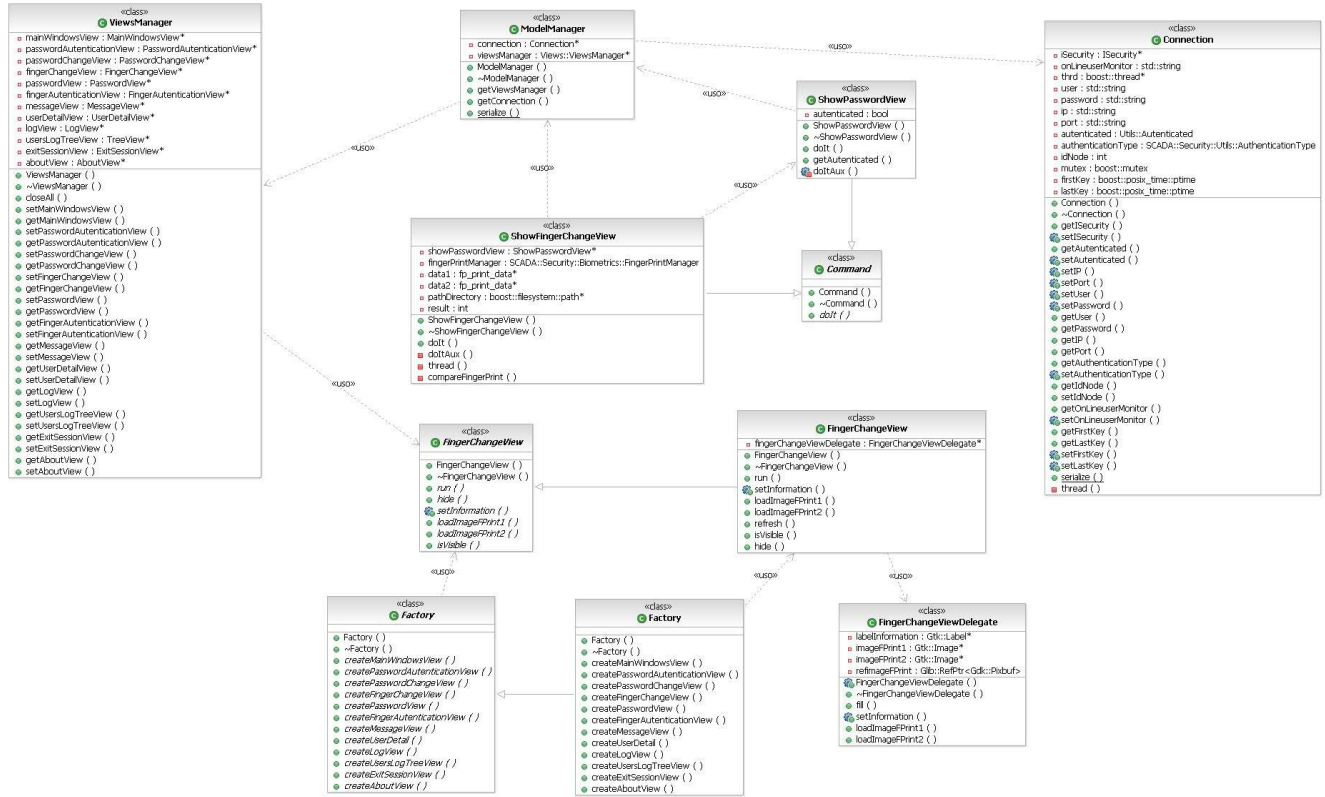 «class»
ViewsManager
mainWindowsView : MainWindowsView*
passwordAutenticationView : PasswordAutenticationView*
passwordChangeView : PasswordChangeView*
fingerChangeView : FingerChangeView*
passwordView : PasswordView*
fingerAutenticationView : FingerAutenticationView*
messageView : MessageView*
userDetailView : UserDetailView*
logView : LogView*
usersLogTreeView : TreeView*
exitSessionView : ExitSessionView*
aboutView : AboutView*
ViewsManager ( )
~ViewsManager ( )
closeAll ( )
setMainWindowsView ( )
getMainWindowsView ( )
setPasswordAutenticationView ( )
getPasswordAutenticationView ( )
setPasswordChangeView ( )
getPasswordChangeView ( )
setFingerChangeView ( )
getFingerChangeView ( )
setPasswordView ( )
getPasswordView ( )
getFingerAutenticationView ( )
setFingerAutenticationView ( )
getMessageView ( )
setMessageView ( )
getUserDetailView ( )
setUserDetailView ( )
getLogView ( )
setLogView ( )
getUsersLogTreeView ( )
setUsersLogTreeView ( )
getExitSessionView ( )
setExitSessionView ( )
getAboutView ( )
setAboutView ( )
«class»
ModelManager
connection : Connection*
viewsManager : Views::ViewsManager*
ModelManager ( )
~ModelManager ( )
getViewsManager ( )
getConnection ( )
serialize ( )
«uso»
«uso»
«uso»
«uso»
«class»
ShowPasswordView
autenticated : bool
ShowPasswordView ( )
~ShowPasswordView ( )
doIt ( )
getAutenticated ( )
doItAux ( )
«class»
Connection
iSecurity : ISecurity*
onLineuserMonitor : std::string
thrd : boost::thread*
user : std::string
password : std::string
ip : std::string
port : std::string
autenticated : Utils::Autenticated
authenticationType : SCADA::Security::Utils::AuthenticationType
idNode : int
mutex : boost::mutex
firstKey : boost::posix_time::ptime
lastKey : boost::posix_time::ptime
Connection ( )
~Connection ( )
getISecurity ( )
setISecurity ( )
getAutenticated ( )
setAutenticated ( )
setIP ( )
setPort ( )
setUser ( )
setPassword ( )
getUser ( )
getPassword ( )
getIP ( )
getPort ( )
getAuthenticationType ( )
setAuthenticationType ( )
getIdNode ( )
setIdNode ( )
getOnLineuserMonitor ( )
setOnLineuserMonitor ( )
getFirstKey ( )
getLastKey ( )
setFirstKey ( )
setLastKey ( )
serialize ( )
thread ( )
«uso»
«class»
ShowFingerChangeView
showPasswordView : ShowPasswordView*
fingerPrintManager : SCADA::Security::Biometrics::FingerPrintManager
data1 : fp_print_data*
data2 : fp_print_data*
pathDirectory : boost::filesystem::path*
result : int
ShowFingerChangeView ( )
~ShowFingerChangeView ( )
doIt ( )
doItAux ( )
thread ( )
compareFingerPrint ( )
«class»
Command
Command ( )
~Command ( )
doIt ( )
«uso»
«class»
FingerChangeView
FingerChangeView ( )
~FingerChangeView ( )
run ( )
hide ( )
setInformation ( )
loadImageFPrint1 ( )
loadImageFPrint2 ( )
isVisible ( )
«class»
FingerChangeView
fingerChangeViewDelegate : FingerChangeViewDelegate*
FingerChangeView ( )
~FingerChangeView ( )
run ( )
setInformation ( )
loadImageFPrint1 ( )
loadImageFPrint2 ( )
refresh ( )
isVisible ( )
hide ( )
«uso»
«uso»
«uso»
«class»
Factory
Factory ( )
~Factory ( )
createMainWindowsView ( )
createPasswordAutenticationView ( )
createPasswordChangeView ( )
createFingerChangeView ( )
createPasswordView ( )
createFingerAutenticationView ( )
createMessageView ( )
createUserDetail ( )
createLogView ( )
createUsersLogTreeView ( )
createExitSessionView ( )
createAboutView ( )
«class»
Factory
Factory ( )
~Factory ( )
createMainWindowsView ( )
createPasswordAutenticationView ( )
createPasswordChangeView ( )
createFingerChangeView ( )
createPasswordView ( )
createFingerAutenticationView ( )
createMessageView ( )
createUserDetail ( )
createLogView ( )
createUsersLogTreeView ( )
createExitSessionView ( )
createAboutView ( )
«class»
FingerChangeViewDelegate
labelInformation : Gtk::Label*
imageFPrint1 : Gtk::Image*
imageFPrint2 : Gtk::Image*
refimageFPrint : Glib::RefPtr<Gdk::Pixbuf>
FingerChangeViewDelegate ( )
~FingerChangeViewDelegate ( )
fill ( )
setInformation ( )
loadImageFPrint1 ( )
loadImageFPrint2 ( )